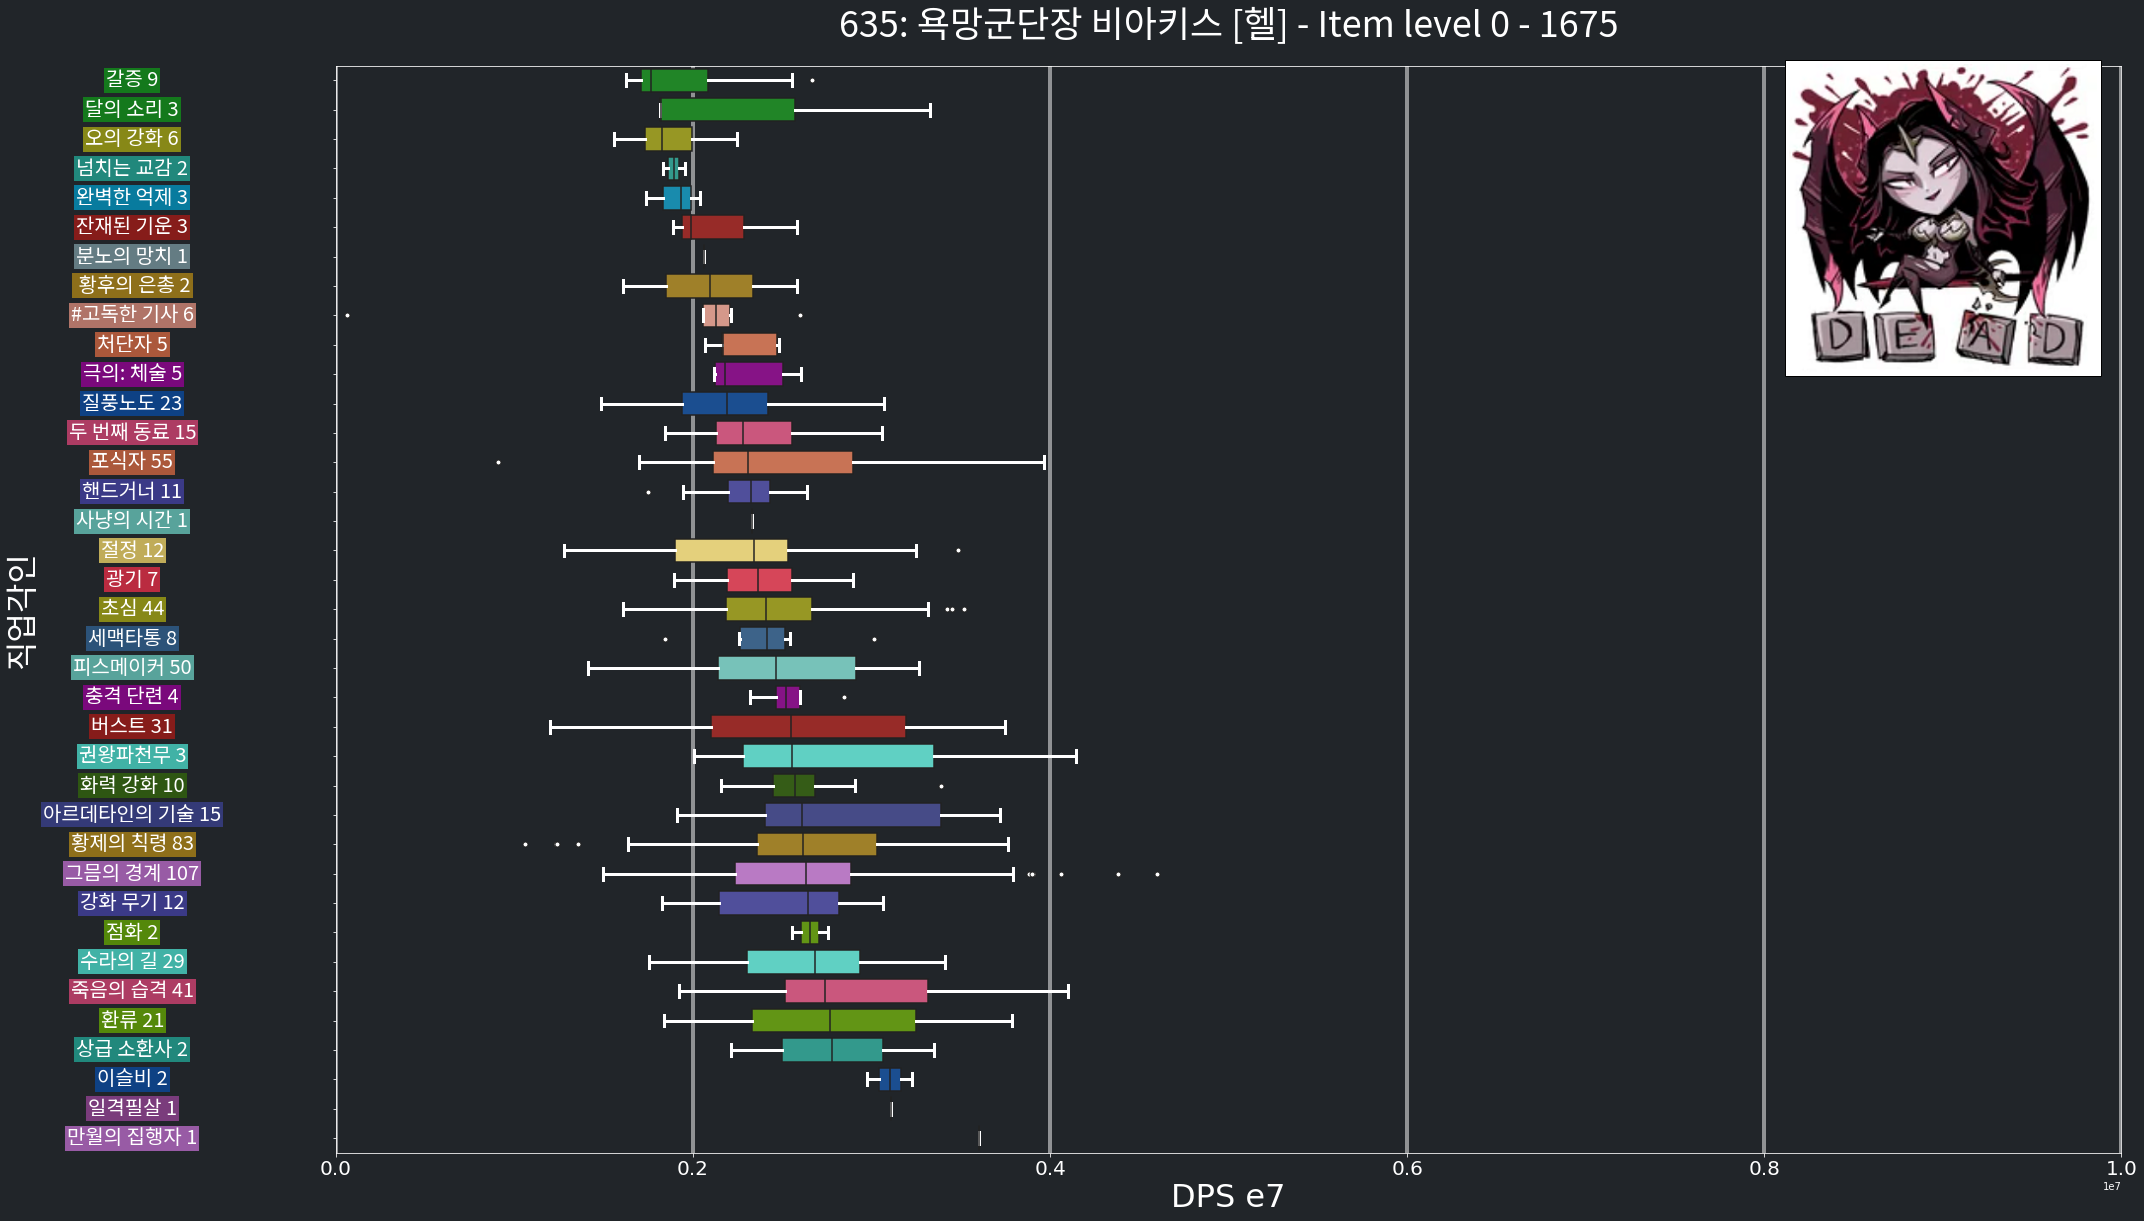 635: 욕망군단장 비아키스 [헬] - Item level 0 - 1675
갈증 9
달의 소리 3
오의 강화 6
넘치는 교감 2
완벽한 억제 3
잔재된 기운 3
분노의 망치 1
황후의 은총 2
#고독한 기사 6
처단자 5
극의: 체술 5
질풍노도 23
두 번째 동료 15
포식자 55
핸드거너 11
사냥의 시간 1
절정 12
광기 7
초심 44
세맥타통 8
피스메이커 50
충격 단련 4
버스트 31
권왕파천무 3
화력 강화 10
아르데타인의 기술 15
황제의 칙령 83
그믐의 경계 107
강화 무기 12
점화 2
수라의 길 29
죽음의 습격 41
환류 21
상급 소환사 2
이슬비 2
일격필살 1
만월의 집행자 1
직업각인
0.0 0.2 0.4 0.6 0.8 1.0
1e7
DPS e7
D E A D